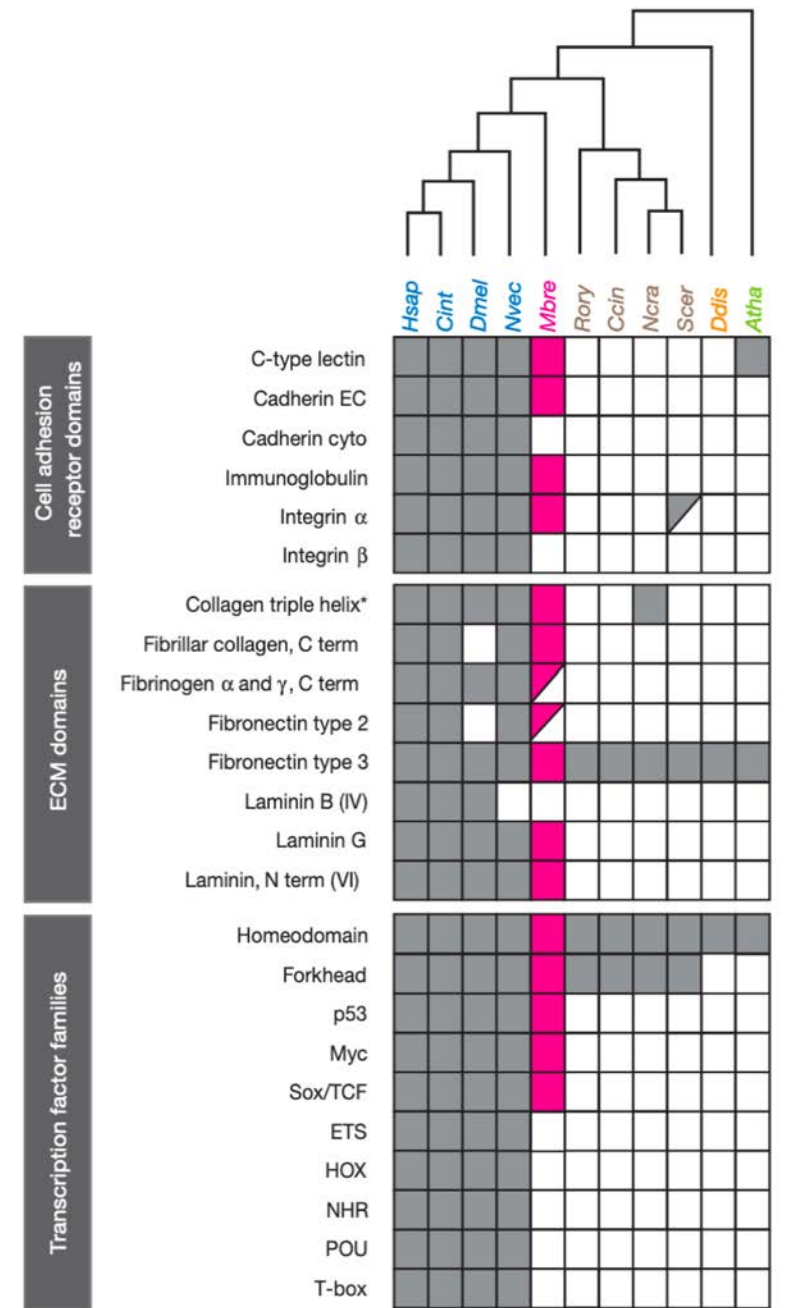 Hsap
Cint
Dmel
Nvec
Mbre
Rory
Ccin
Ncra
Scer
Ddis
Atha
Cell adhesion
receptor domains
C-type lectin
Cadherin EC
Cadherin cyto
Immunoglobulin
Integrin α
Integrin β
ECM domains
Collagen triple helix*
Fibrillar collagen, C term
Fibrinogen α and γ, C term
Fibronectin type 2
Fibronectin type 3
Laminin B (IV)
Laminin G
Laminin, N term (VI)
Transcription factor families
Homeodomain
Forkhead
p53
Myc
Sox/TCF
ETS
HOX
NHR
POU
T-box